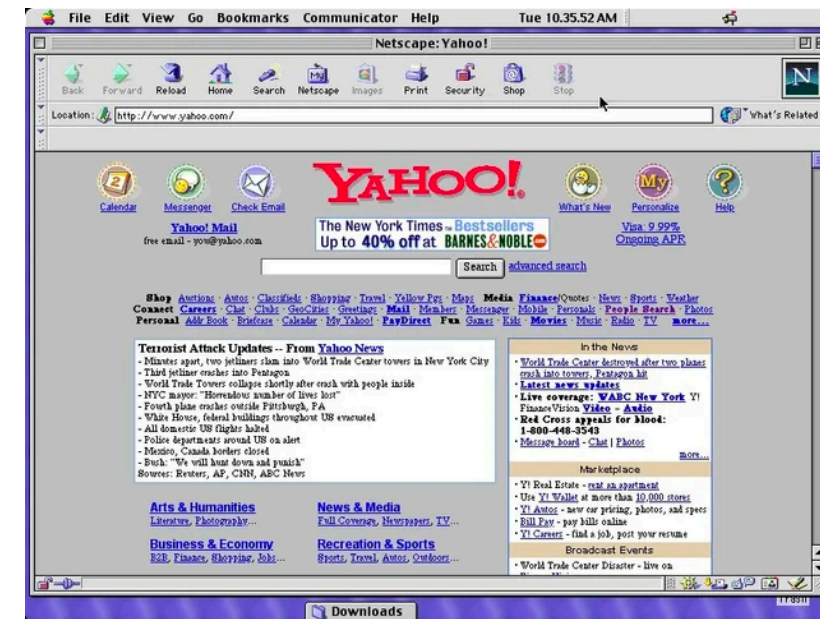 File Edit View Go Bookmarks Communicator Help Tue 10.35.52 AM
Netscape: Yahoo!
Back Forward Reload Home Search Netscape Images Print Security Shop Stop
N
Location: http://www.yahoo.com/ What's Related
2 My ?
YAHOO!
Calendar Messenger Check Email What's New Personalize Help
Yahoo! Mail
free email - you@yahoo.com
The New York Times Bestsellers
Up to 40% off at BARNES&NOBLE
Visa: 9.99%
Ongoing APR
Search advanced search
Shop Auctions · Autos · Classifieds · Shopping · Travel · Yellow Pgs · Maps Media Finance/Quotes · News · Sports · Weather
Connect Careers · Chat · Clubs · GeoCities · Greetings · Mail · Members · Messenger · Mobile · Personals · People Search · Photos
Personal Addr Book · Briefcase · Calendar · My Yahoo! · PayDirect Fun Games · Kids · Movies · Music · Radio · TV more...
Terrorist Attack Updates -- From Yahoo News
- Minutes apart, two jetliners slam into World Trade Center towers in New York City
- Third jetliner crashes into Pentagon
- World Trade Towers collapse shortly after crash with people inside
- NYC mayor: "Horrendous number of lives lost"
- Fourth plane crashes outside Pittsburgh, PA
- White House, federal buildings throughout US evacuated
- All domestic US flights halted
- Police departments around US on alert
- Mexico, Canada borders closed
- Bush: "We will hunt down and punish"
Sources: Reuters, AP, CNN, ABC News
In the News
· World Trade Center destroyed after two planes
crash into towers, Pentagon hit
· Latest news updates
· Live coverage: WABC New York Y!
FinanceVision Video - Audio
· Red Cross appeals for blood:
1-800-448-3543
· Message board - Chat | Photos
more...
Marketplace
· Y! Real Estate - rent an apartment
· Use Y! Wallet at more than 10,000 stores
· Y! Autos - new car pricing, photos, and specs
· Bill Pay - pay bills online
· Y! Careers - find a job, post your resume
Broadcast Events
· World Trade Center Disaster - live on
Arts & Humanities
Literature, Photography...
News & Media
Full Coverage, Newspapers, TV...
Business & Economy
B2B, Finance, Shopping, Jobs...
Recreation & Sports
Sports, Travel, Autos, Outdoors...
Downloads
Trash